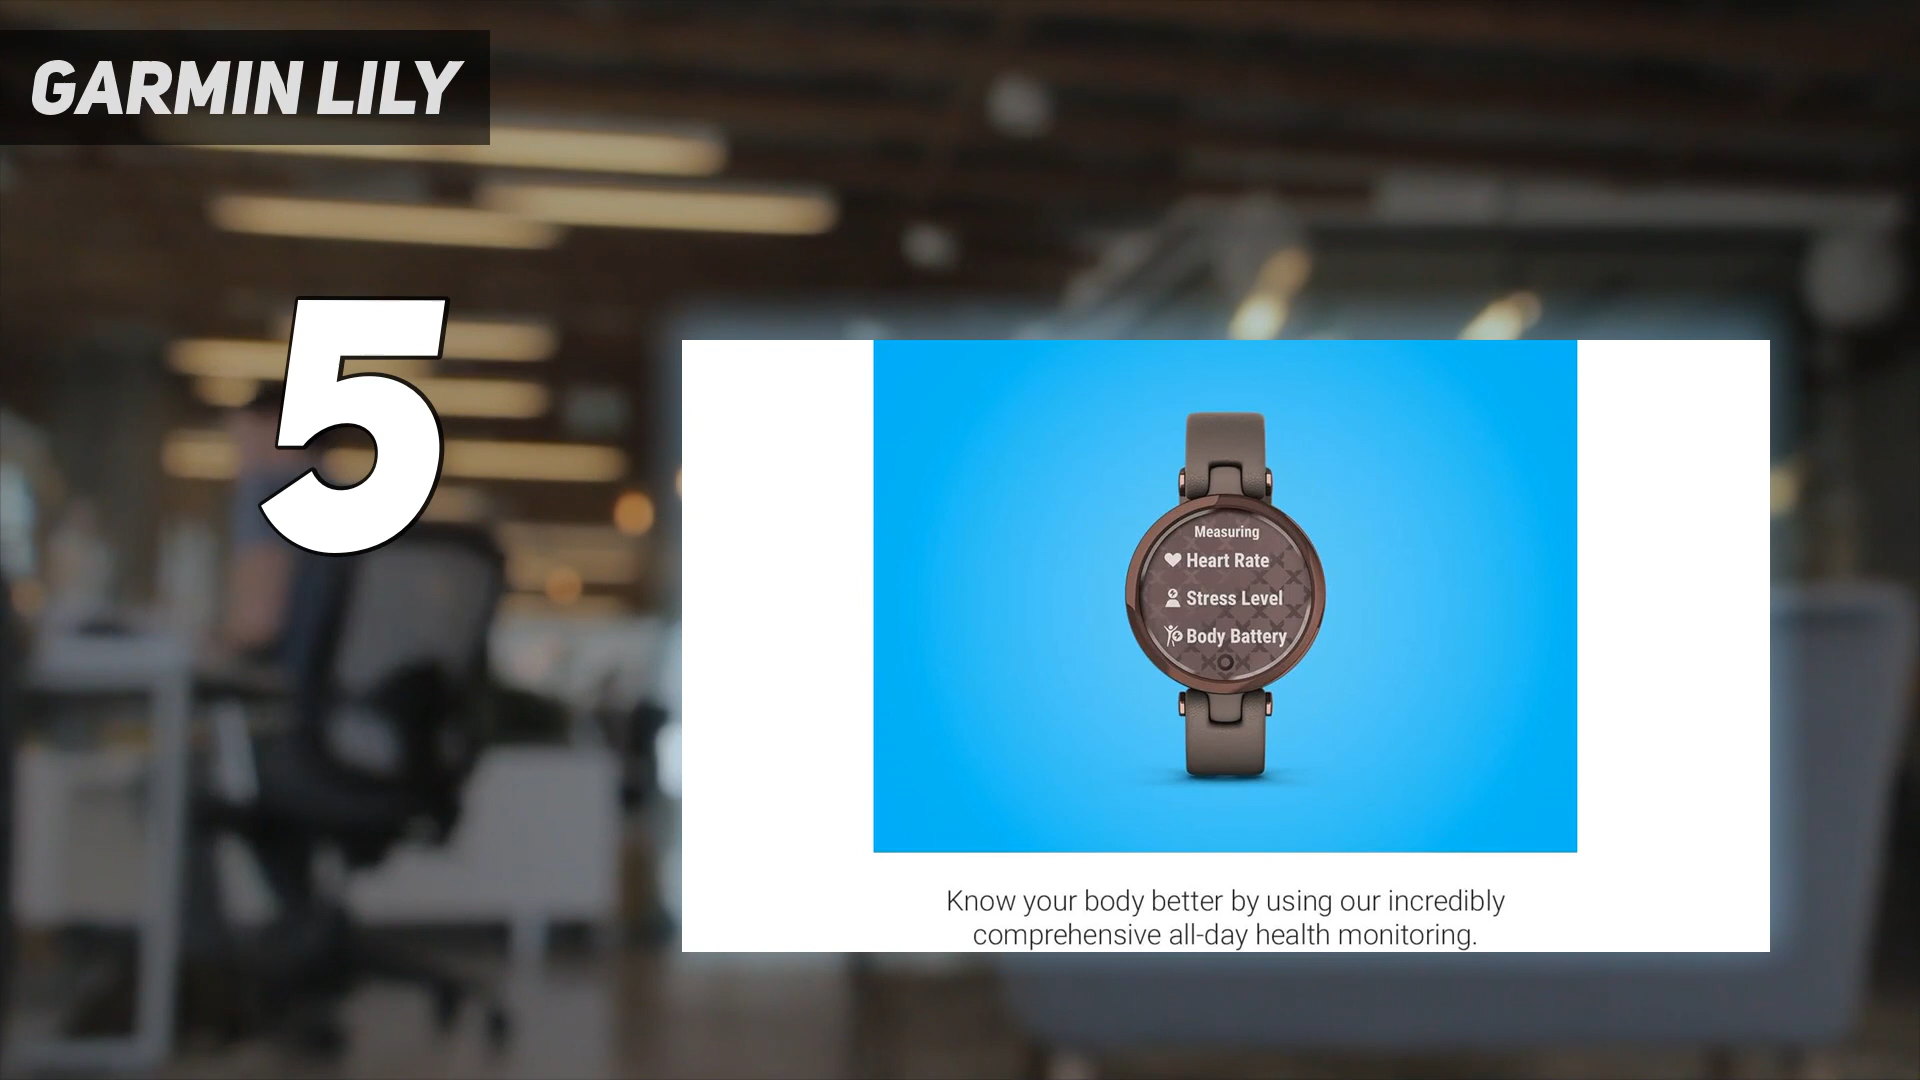 GARMIN LILY
5
Measuring
Heart Rate
Stress Level
Body Battery
Know your body better by using our incredibly
comprehensive all-day health monitoring.